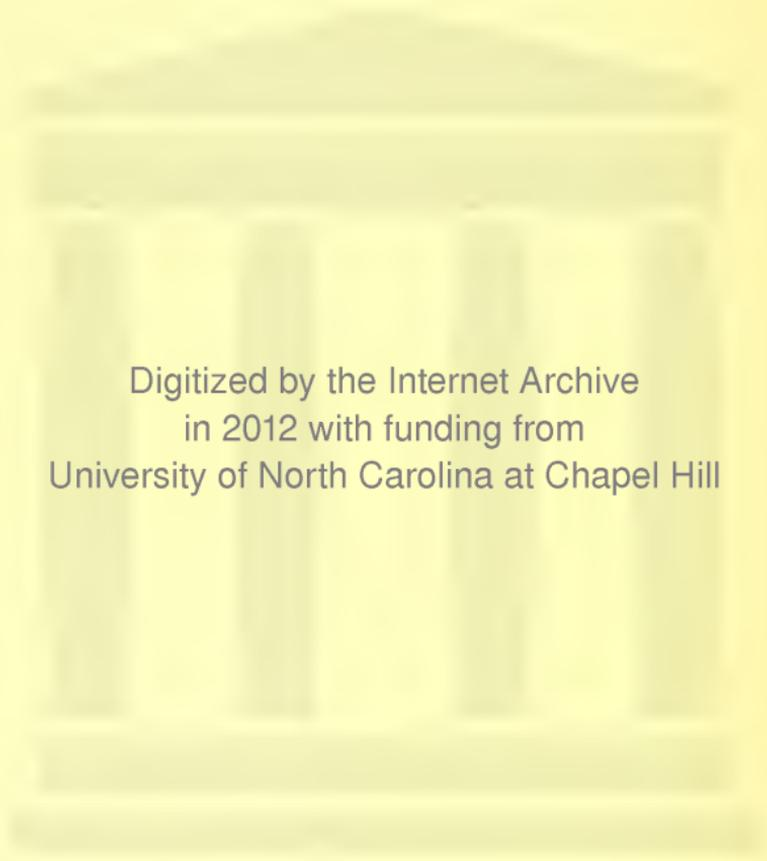 Digitized by the Internet Archive
in 2012 with funding from
University of North Carolina at Chapel Hill